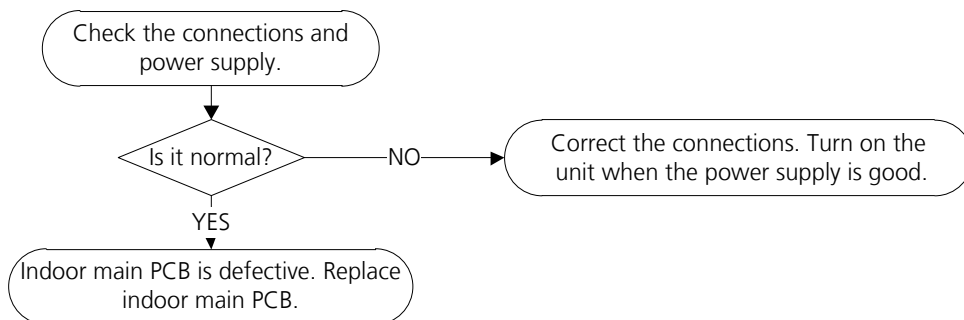 Check the connections and
power supply.
Is it normal?
NO
Correct the connections. Turn on the
unit when the power supply is good.
YES
Indoor main PCB is defective. Replace
indoor main PCB.